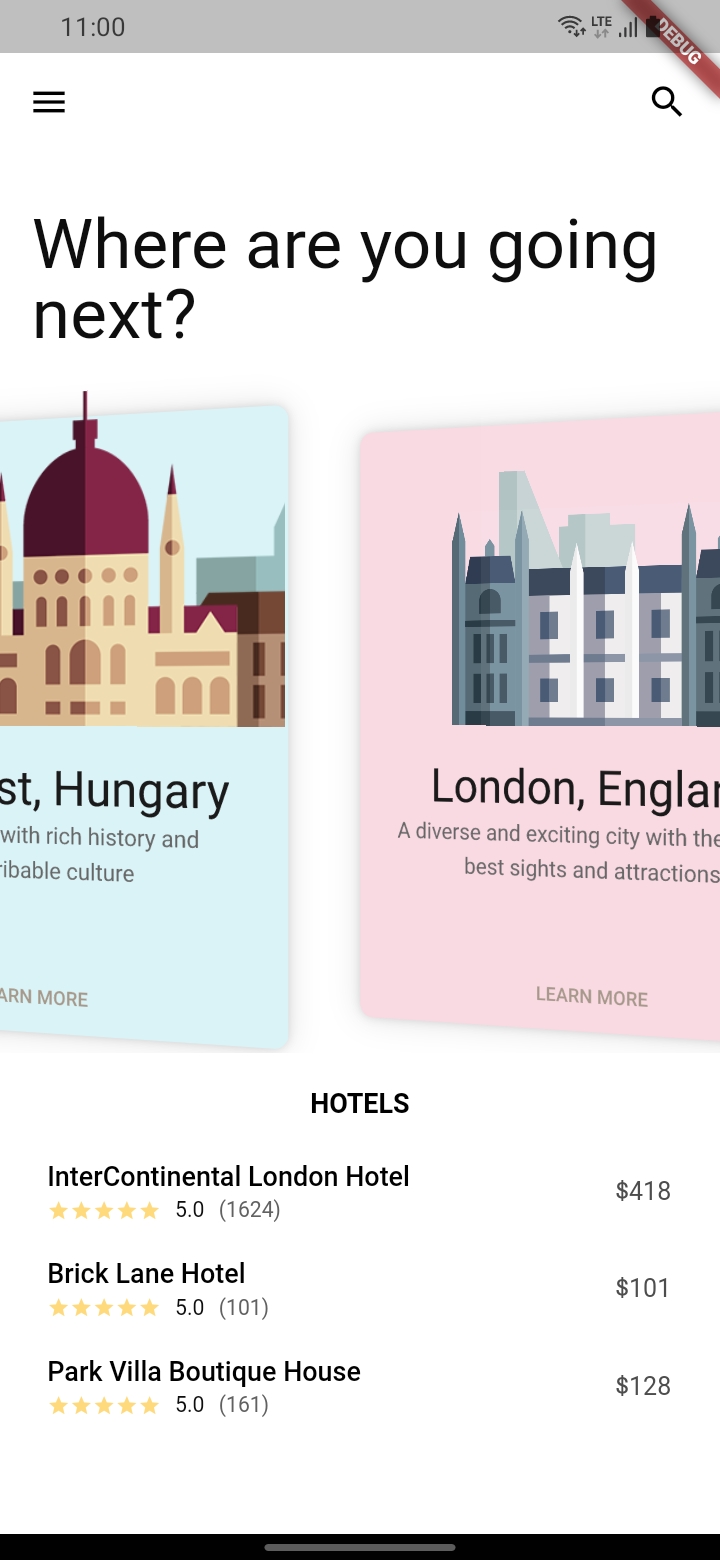 11:00
LTE
DEBUG
Where are you going
next?
st, Hungary
with rich history and
ribable culture
ARN MORE
London, Englan
A diverse and exciting city with the
best sights and attractions
LEARN MORE
HOTELS
InterContinental London Hotel
5.0 (1624)
$418
Brick Lane Hotel
5.0 (101)
$101
Park Villa Boutique House
5.0 (161)
$128